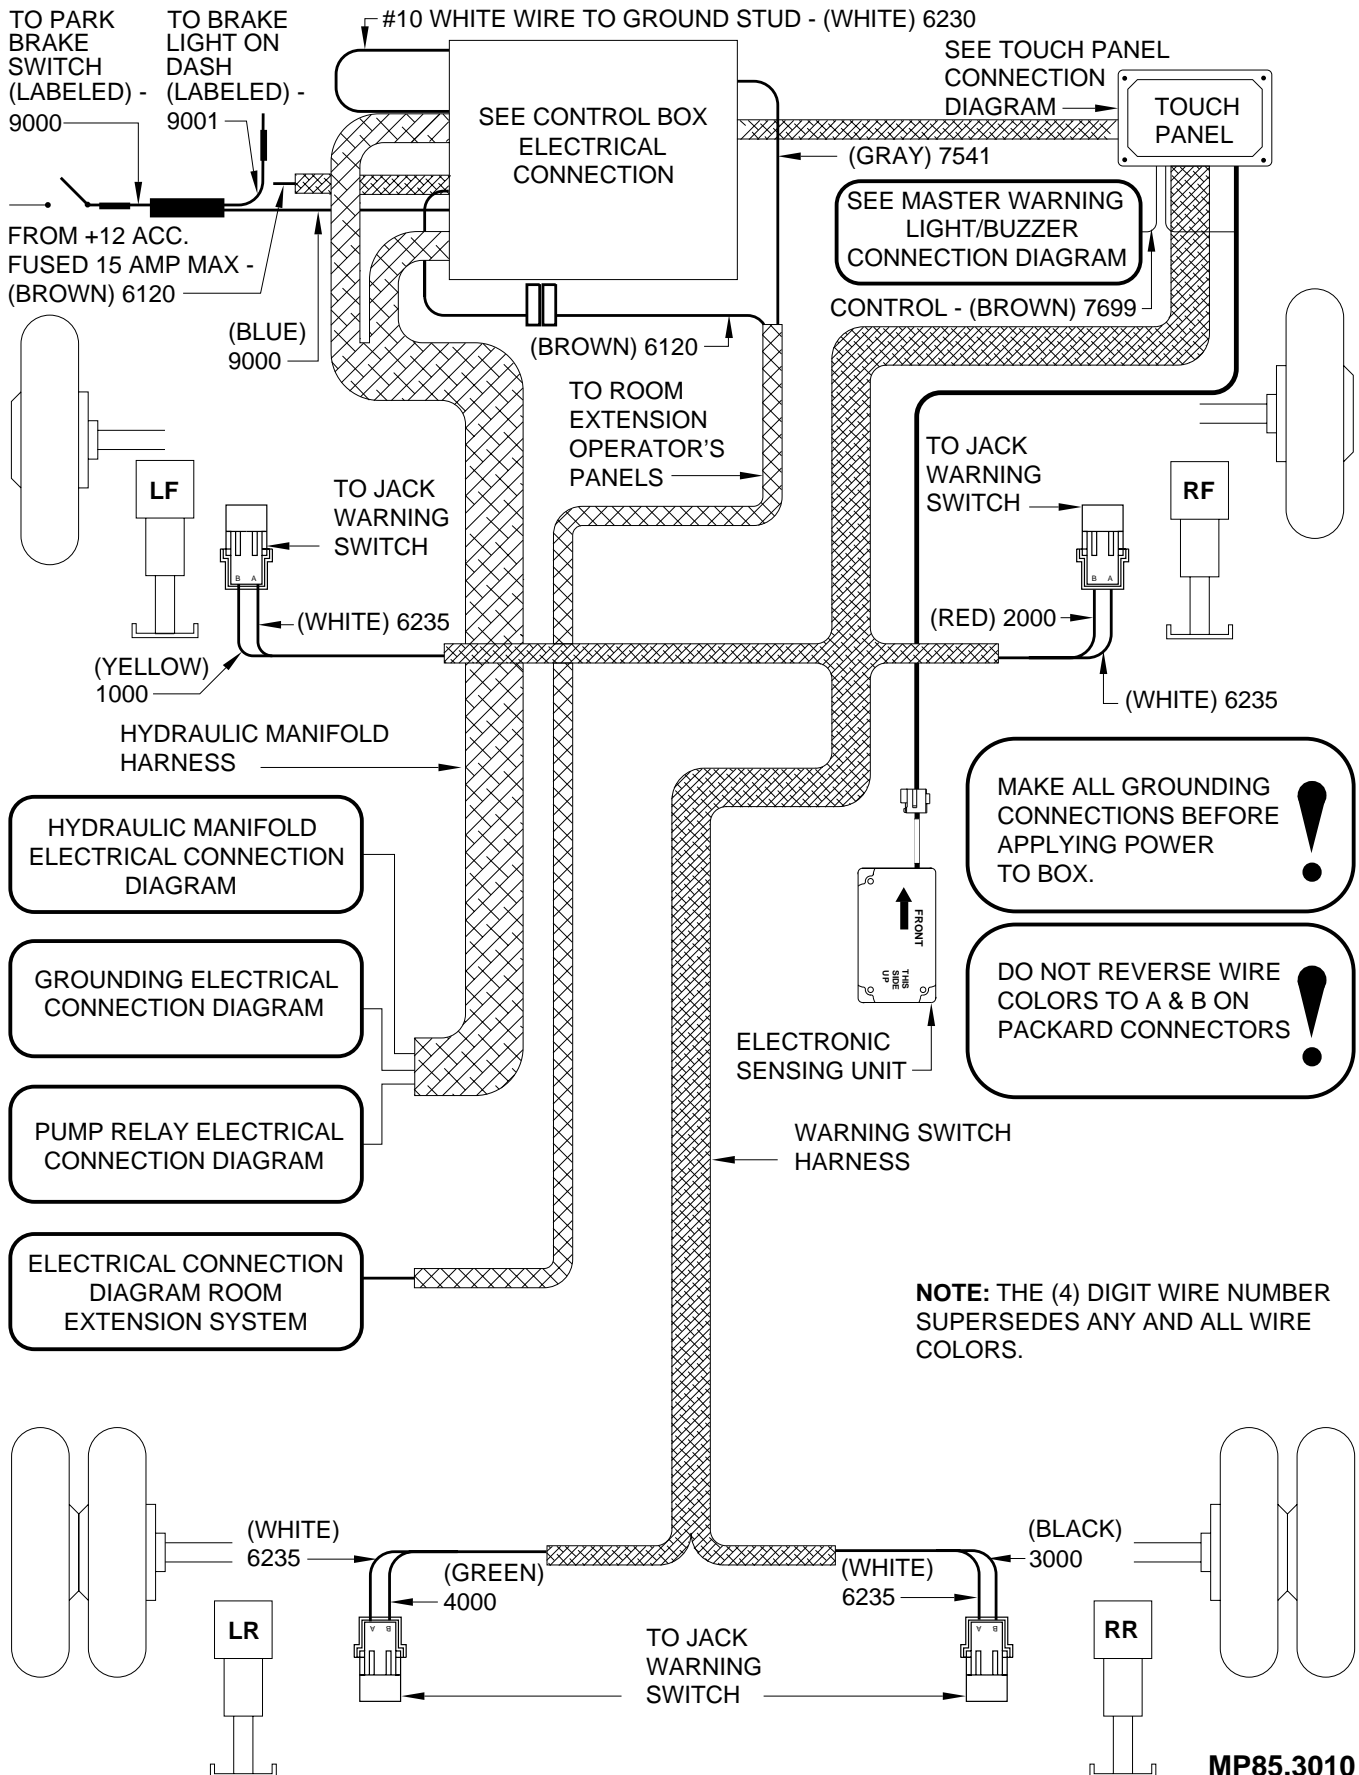 TO PARK
BRAKE
SWITCH
(LABELED) -
9000
TO BRAKE
LIGHT ON
DASH
(LABELED) -
9001
#10 WHITE WIRE TO GROUND STUD - (WHITE) 6230
SEE CONTROL BOX
ELECTRICAL
CONNECTION
SEE TOUCH PANEL
CONNECTION
DIAGRAM
TOUCH
PANEL
(GRAY) 7541
SEE MASTER WARNING
LIGHT/BUZZER
CONNECTION DIAGRAM
FROM +12 ACC.
FUSED 15 AMP MAX -
(BROWN) 6120
CONTROL - (BROWN) 7699
(BLUE)
9000
(BROWN) 6120
TO ROOM
EXTENSION
OPERATOR'S
PANELS
LF
TO JACK
WARNING
SWITCH
B A
(WHITE) 6235
(YELLOW)
1000
TO JACK
WARNING
SWITCH
RF
B A
(RED) 2000
(WHITE) 6235
HYDRAULIC MANIFOLD
HARNESS
HYDRAULIC MANIFOLD
ELECTRICAL CONNECTION
DIAGRAM
GROUNDING ELECTRICAL
CONNECTION DIAGRAM
PUMP RELAY ELECTRICAL
CONNECTION DIAGRAM
ELECTRICAL CONNECTION
DIAGRAM ROOM
EXTENSION SYSTEM
FRONT
THIS
SIDE
UP
ELECTRONIC
SENSING UNIT
MAKE ALL GROUNDING
CONNECTIONS BEFORE
APPLYING POWER
TO BOX.
!
DO NOT REVERSE WIRE
COLORS TO A & B ON
PACKARD CONNECTORS
!
WARNING SWITCH
HARNESS
NOTE: THE (4) DIGIT WIRE NUMBER
SUPERSEDES ANY AND ALL WIRE
COLORS.
(WHITE)
6235
(GREEN)
4000
A B
LR
TO JACK
WARNING
SWITCH
(WHITE)
6235
(BLACK)
3000
A B
RR
MP85.3010